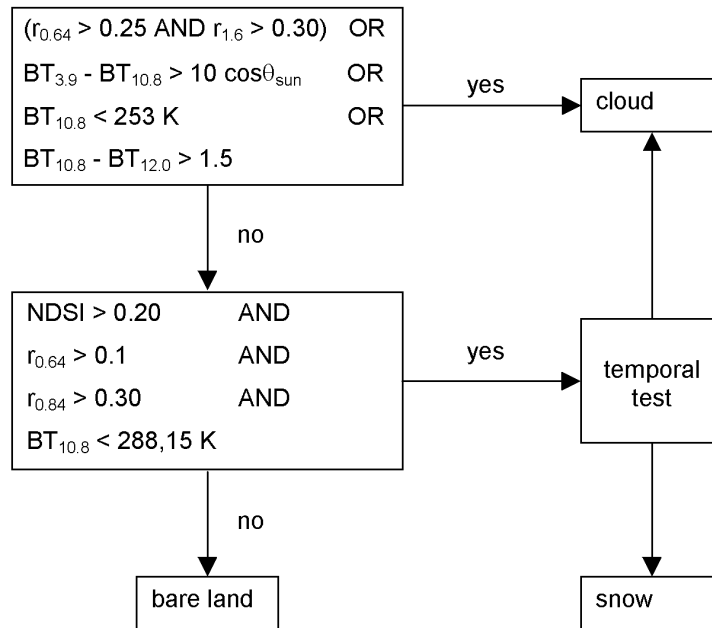 (r0.64 > 0.25 AND r1.6 > 0.30) OR
BT3.9 - BT10.8 > 10 cosθsun OR
BT10.8 < 253 K OR
BT10.8 - BT12.0 > 1.5
yes
cloud
no
NDSI > 0.20 AND
r0.64 > 0.1 AND
r0.84 > 0.30 AND
BT10.8 < 288,15 K
yes
temporal
test
no
bare land
snow